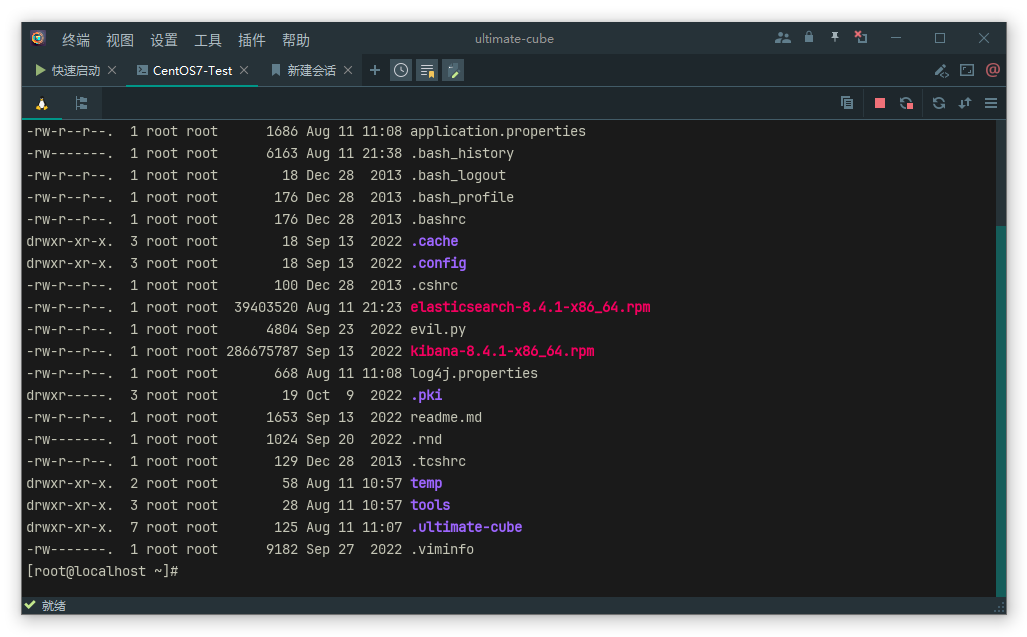 终端 视图 设置 工具 插件 帮助 ultimate-cube
快速启动 CentOS7-Test 新建会话
-rw-r--r--. 1 root root 1686 Aug 11 11:08 application.properties
-rw-------. 1 root root 6163 Aug 11 21:38 .bash_history
-rw-r--r--. 1 root root 18 Dec 28 2013 .bash_logout
-rw-r--r--. 1 root root 176 Dec 28 2013 .bash_profile
-rw-r--r--. 1 root root 176 Dec 28 2013 .bashrc
drwxr-xr-x. 3 root root 18 Sep 13 2022 .cache
drwxr-xr-x. 3 root root 18 Sep 13 2022 .config
-rw-r--r--. 1 root root 100 Dec 28 2013 .cshrc
-rw-r--r--. 1 root root 39403520 Aug 11 21:23 elasticsearch-8.4.1-x86_64.rpm
-rw-r--r--. 1 root root 4804 Sep 23 2022 evil.py
-rw-r--r--. 1 root root 286675787 Sep 13 2022 kibana-8.4.1-x86_64.rpm
-rw-r--r--. 1 root root 668 Aug 11 11:08 log4j.properties
drwxr-----. 3 root root 19 Oct 9 2022 .pki
-rw-r--r--. 1 root root 1653 Sep 13 2022 readme.md
-rw-------. 1 root root 1024 Sep 20 2022 .rnd
-rw-r--r--. 1 root root 129 Dec 28 2013 .tcshrc
drwxr-xr-x. 2 root root 58 Aug 11 10:57 temp
drwxr-xr-x. 3 root root 28 Aug 11 10:57 tools
drwxr-xr-x. 7 root root 125 Aug 11 11:07 .ultimate-cube
-rw-------. 1 root root 9182 Sep 27 2022 .viminfo
[root@localhost ~]#
就绪